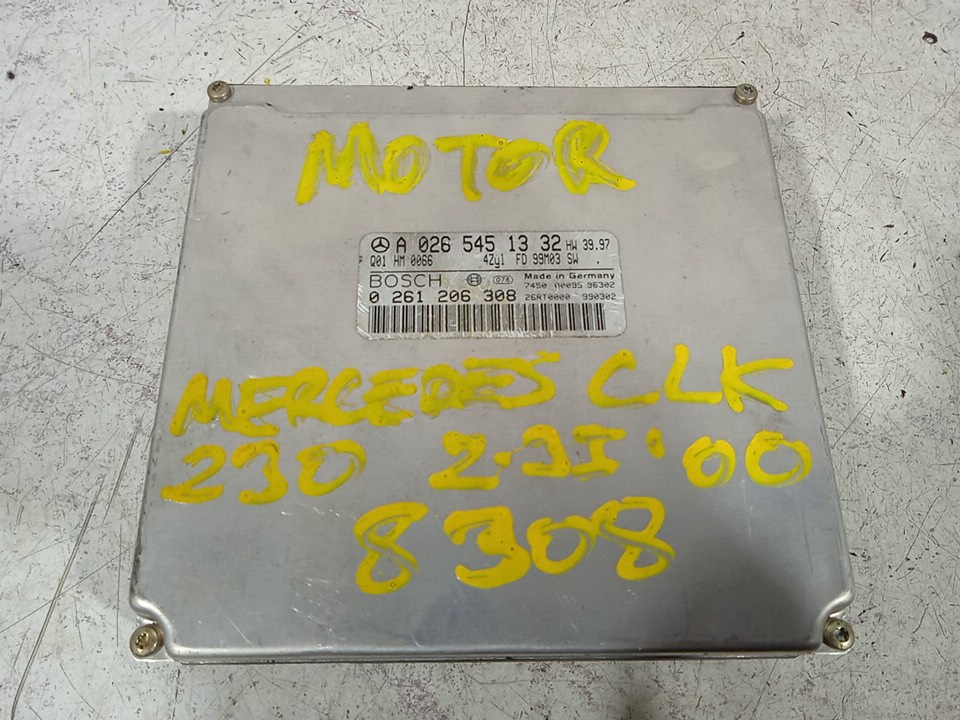 MOTOR
A 026 545 13 32 HW 39.97
Q01 HM 0066 4Zyl FD 99M03 SW .
BOSCH 076 Made in Germany
7450 A0095 96302
0 261 206 308 26RT0000 990302
MERCEDES CLK
230 2.3I '00
8308